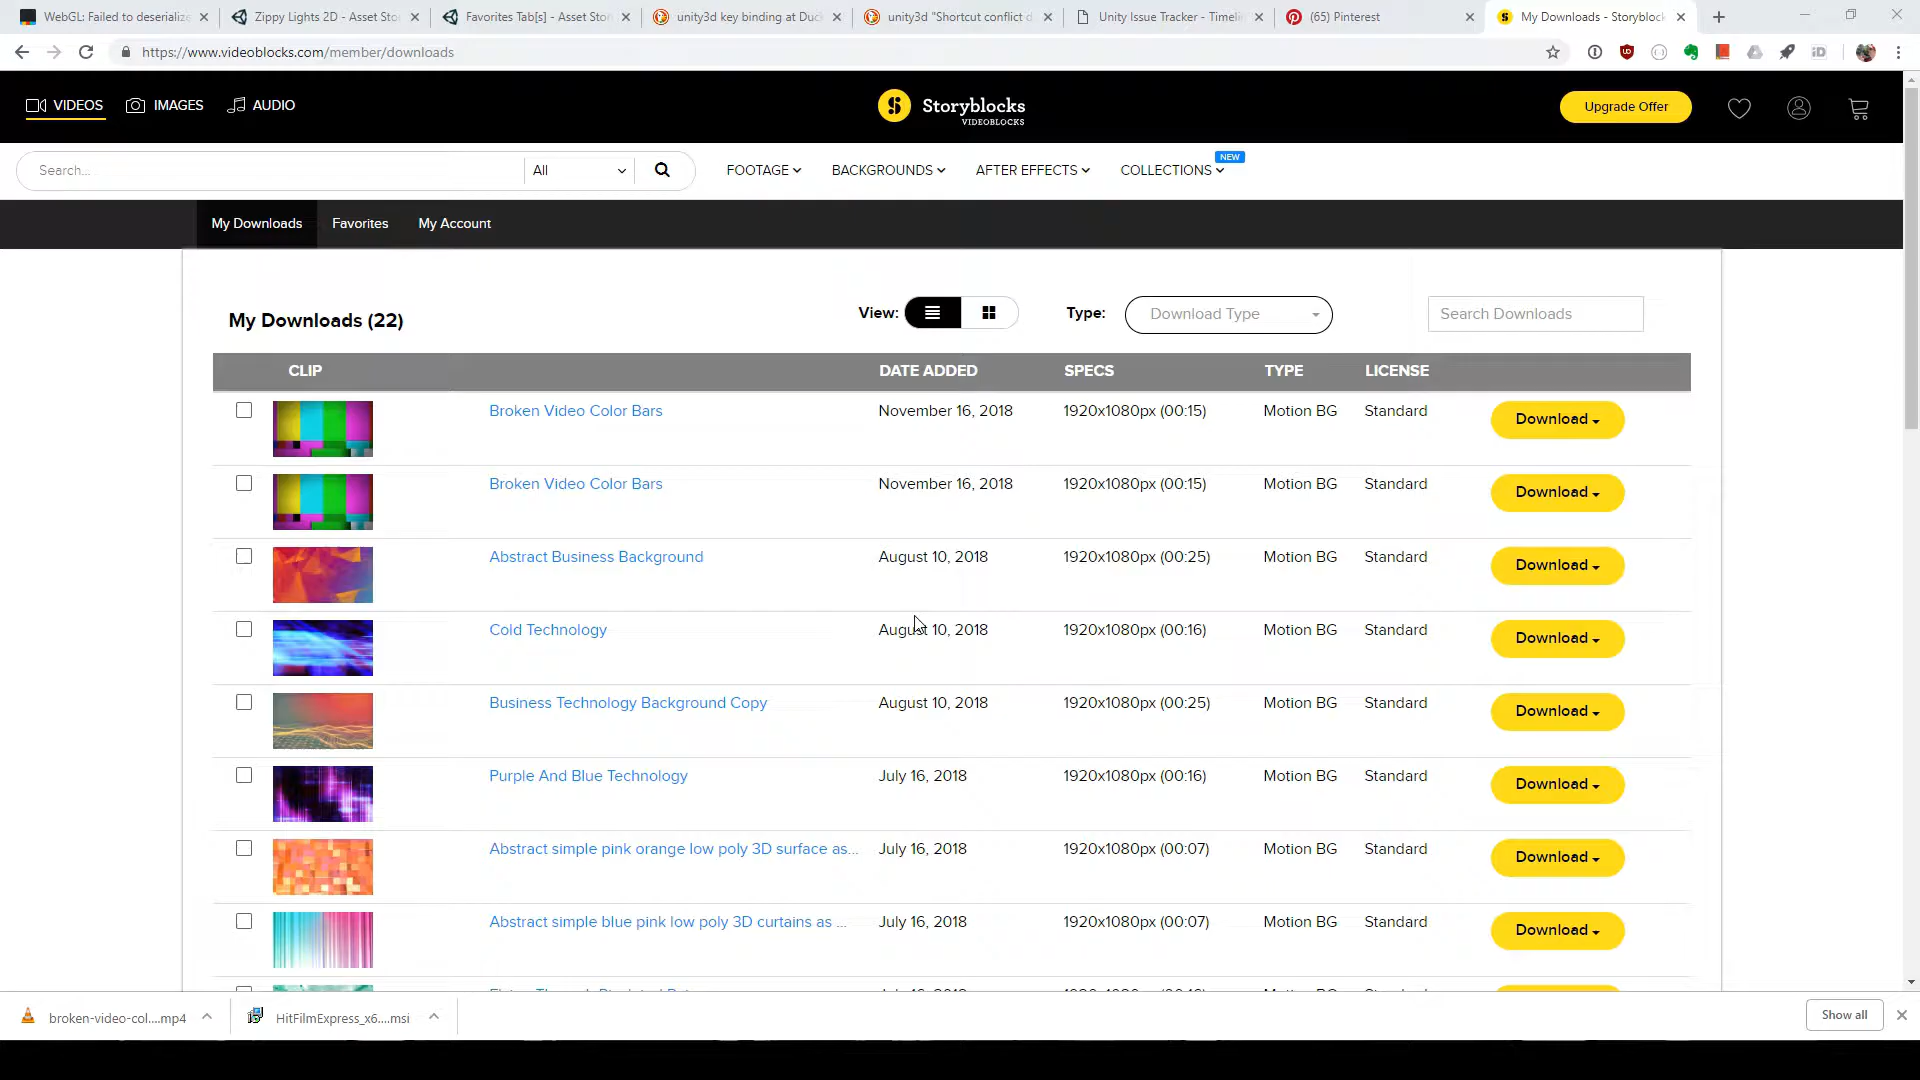 WebGL: Failed to deserialize
Zippy Lights 2D - Asset Sto
Favorites Tab[s] - Asset Stor
unity3d key binding at Duck
unity3d "Shortcut conflict d
Unity Issue Tracker - Timeli
(65) Pinterest
My Downloads - Storyblock
https://www.videoblocks.com/member/downloads
VIDEOS
IMAGES
AUDIO
Storyblocks
VIDEOBLOCKS
Upgrade Offer
Search...
All
FOOTAGE
BACKGROUNDS
AFTER EFFECTS
COLLECTIONS
NEW
My Downloads
Favorites
My Account
My Downloads (22)
View:
Type:
Download Type
Search Downloads
CLIP DATE ADDED SPECS TYPE LICENSE
Broken Video Color Bars November 16, 2018 1920x1080px (00:15) Motion BG Standard Download
Broken Video Color Bars November 16, 2018 1920x1080px (00:15) Motion BG Standard Download
Abstract Business Background August 10, 2018 1920x1080px (00:25) Motion BG Standard Download
Cold Technology August 10, 2018 1920x1080px (00:16) Motion BG Standard Download
Business Technology Background Copy August 10, 2018 1920x1080px (00:25) Motion BG Standard Download
Purple And Blue Technology July 16, 2018 1920x1080px (00:16) Motion BG Standard Download
Abstract simple pink orange low poly 3D surface as... July 16, 2018 1920x1080px (00:07) Motion BG Standard Download
Abstract simple blue pink low poly 3D curtains as ... July 16, 2018 1920x1080px (00:07) Motion BG Standard Download
broken-video-col....mp4
HitFilmExpress_x6....msi
Show all